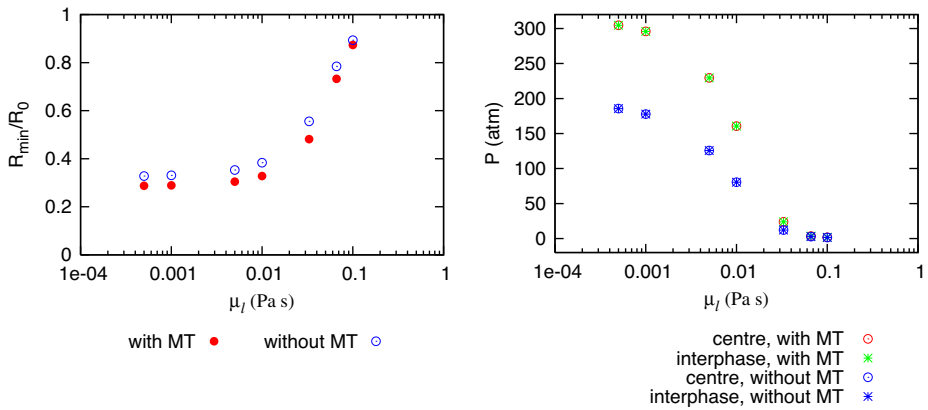 1
0.8
0.6
0.4
0.2
0
R_min/R_0
1e-04 0.001 0.01 0.1 1
μ_l (Pa s)
with MT without MT
300
250
200
150
100
50
0
P (atm)
1e-04 0.001 0.01 0.1 1
μ_l (Pa s)
centre, with MT
interphase, with MT
centre, without MT
interphase, without MT